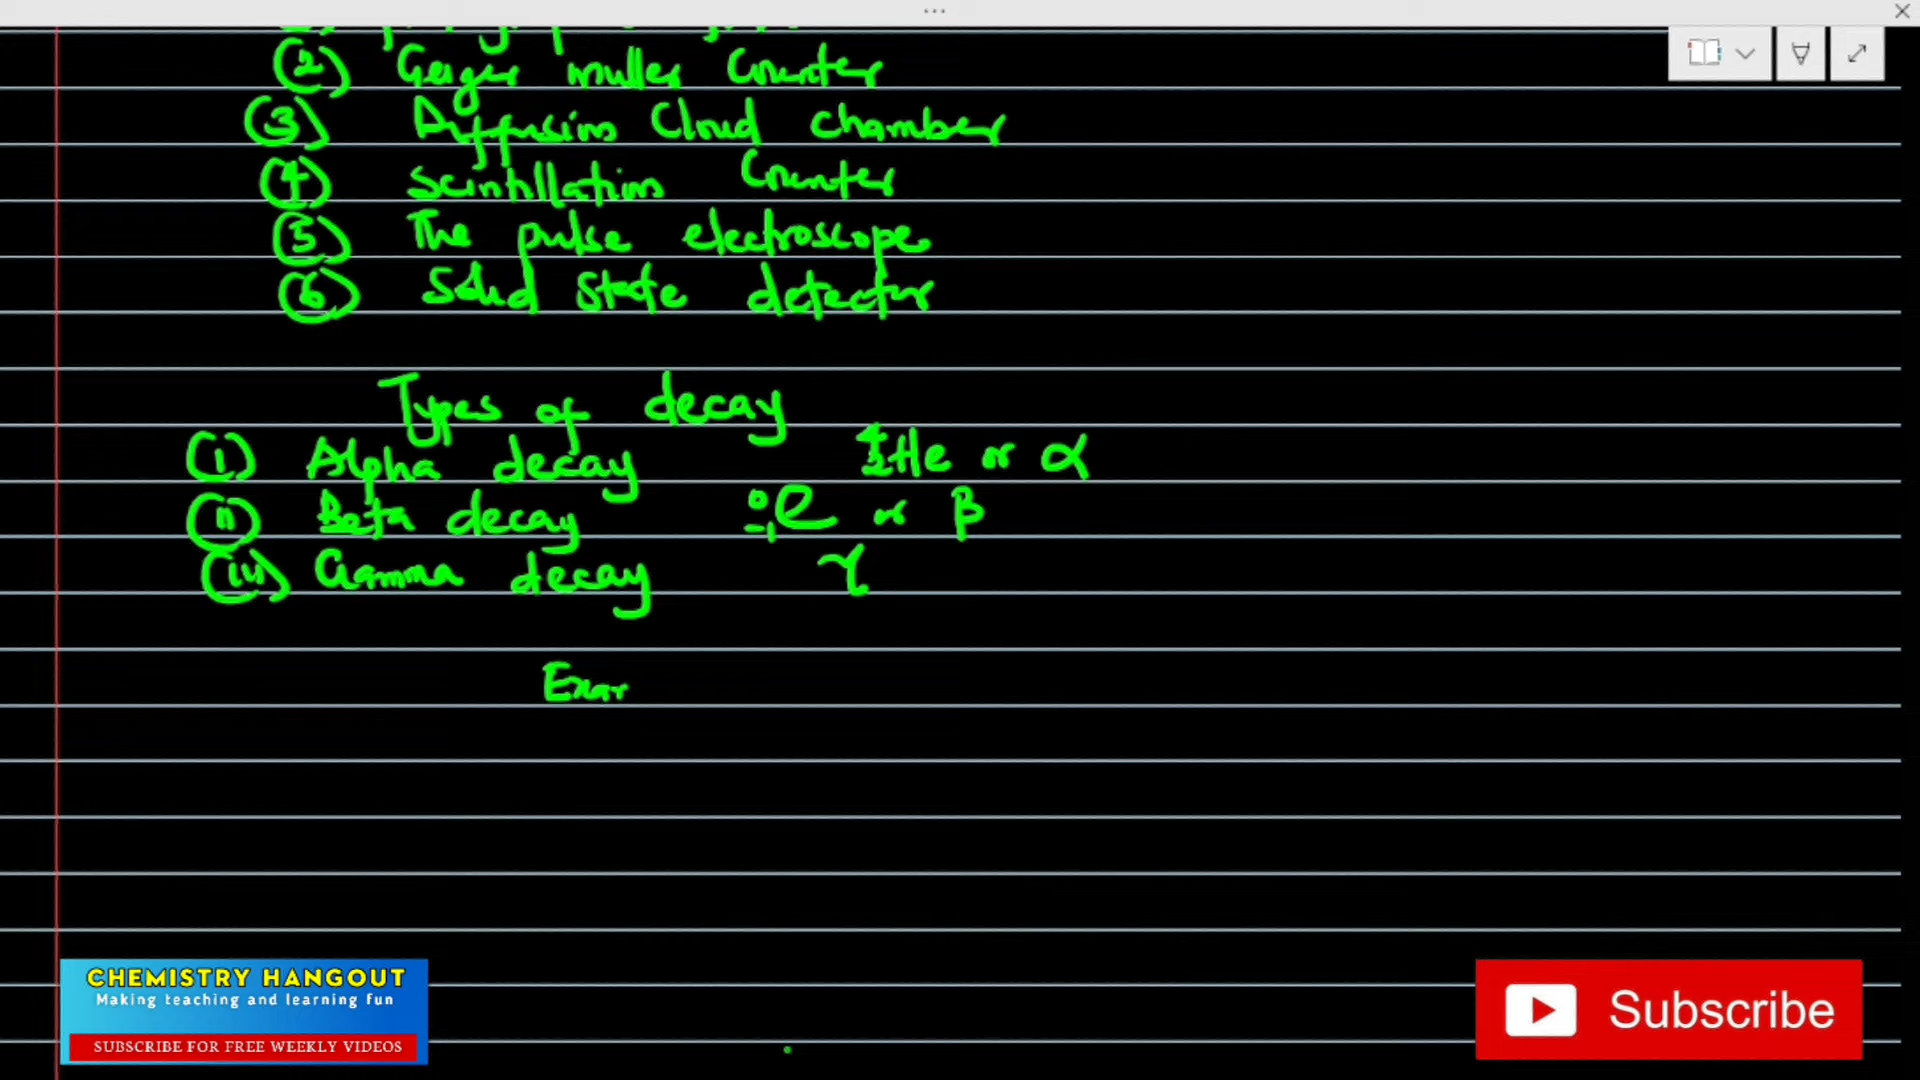 (2) Geiger muller Counter
(3) Diffusion Cloud chamber
(4) Scintillation Counter
(5) The pulse electroscope
(6) Solid State detector
Types of decay
(i) Alpha decay ⁴₂He or α
(ii) Beta decay ⁰₋₁e or β
(iii) Gamma decay γ
Exam
CHEMISTRY HANGOUT
Making teaching and learning fun
SUBSCRIBE FOR FREE WEEKLY VIDEOS
Subscribe